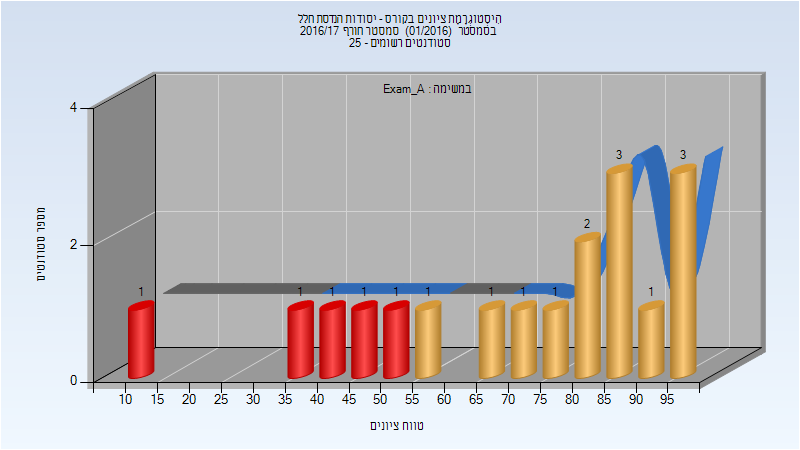 היסטוגרמת ציונים בקורס - יסודות הנדסת חלל
בסמסטר (01/2016) סמסטר חורף 2016/17
סטודנטים רשומים - 25
במשימה : Exam_A
4
2
0
מספר סטודנטים
1 1 1 1 1 1 1 1 1 2 3 1 3
10 15 20 25 30 35 40 45 50 55 60 65 70 75 80 85 90 95
טווח ציונים